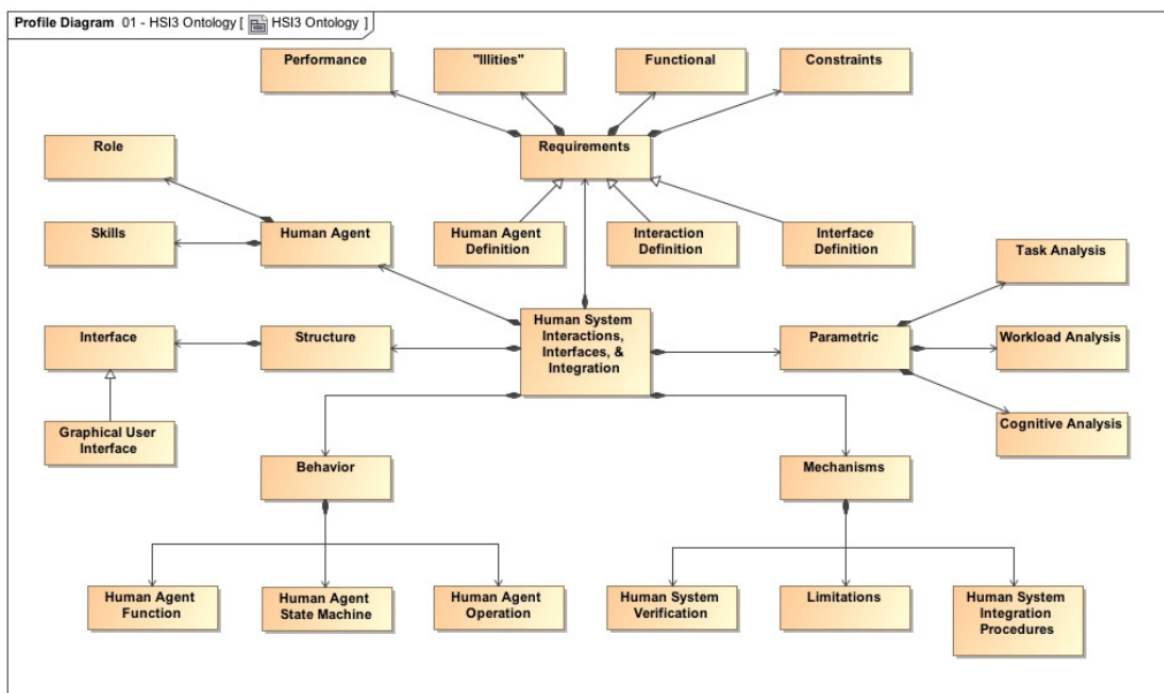 Profile Diagram 01 - HSI3 Ontology [ HSI3 Ontology ]
Performance
"Illities"
Functional
Constraints
Role
Requirements
Skills
Human Agent
Human Agent
Definition
Interaction
Definition
Interface
Definition
Task Analysis
Interface
Structure
Human System
Interactions,
Interfaces, &
Integration
Parametric
Workload Analysis
Graphical User
Interface
Cognitive Analysis
Behavior
Mechanisms
Human Agent
Function
Human Agent
State Machine
Human Agent
Operation
Human System
Verification
Limitations
Human System
Integration
Procedures